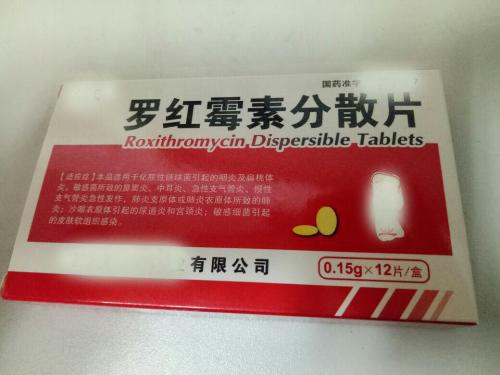 国药准字
罗红霉素分散片
Roxithromycin Dispersible Tablets
【适应症】本品适用于化脓性链球菌引起的咽炎及扁桃体
炎，敏感菌所致的鼻窦炎、中耳炎、急性支气管炎、慢性
支气管炎急性发作，肺炎支原体或肺炎衣原体所致的肺
炎；沙眼衣原体引起的尿道炎和宫颈炎；敏感细菌引起
的皮肤软组织感染。
有限公司
0.15g×12片/盒